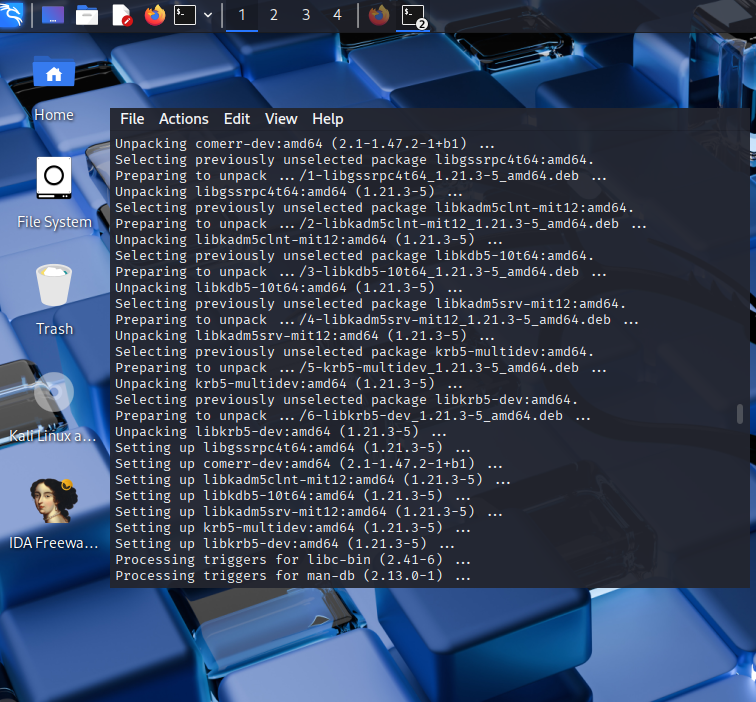 1 2 3 4
2
Home
File System
Trash
Kali Linux a...
IDA Freewa...
File Actions Edit View Help
Unpacking comerr-dev:amd64 (2.1-1.47.2-1+b1) ...
Selecting previously unselected package libgssrpc4t64:amd64.
Preparing to unpack .../1-libgssrpc4t64_1.21.3-5_amd64.deb ...
Unpacking libgssrpc4t64:amd64 (1.21.3-5) ...
Selecting previously unselected package libkadm5clnt-mit12:amd64.
Preparing to unpack .../2-libkadm5clnt-mit12_1.21.3-5_amd64.deb ...
Unpacking libkadm5clnt-mit12:amd64 (1.21.3-5) ...
Selecting previously unselected package libkdb5-10t64:amd64.
Preparing to unpack .../3-libkdb5-10t64_1.21.3-5_amd64.deb ...
Unpacking libkdb5-10t64:amd64 (1.21.3-5) ...
Selecting previously unselected package libkadm5srv-mit12:amd64.
Preparing to unpack .../4-libkadm5srv-mit12_1.21.3-5_amd64.deb ...
Unpacking libkadm5srv-mit12:amd64 (1.21.3-5) ...
Selecting previously unselected package krb5-multidev:amd64.
Preparing to unpack .../5-krb5-multidev_1.21.3-5_amd64.deb ...
Unpacking krb5-multidev:amd64 (1.21.3-5) ...
Selecting previously unselected package libkrb5-dev:amd64.
Preparing to unpack .../6-libkrb5-dev_1.21.3-5_amd64.deb ...
Unpacking libkrb5-dev:amd64 (1.21.3-5) ...
Setting up libgssrpc4t64:amd64 (1.21.3-5) ...
Setting up comerr-dev:amd64 (2.1-1.47.2-1+b1) ...
Setting up libkadm5clnt-mit12:amd64 (1.21.3-5) ...
Setting up libkdb5-10t64:amd64 (1.21.3-5) ...
Setting up libkadm5srv-mit12:amd64 (1.21.3-5) ...
Setting up krb5-multidev:amd64 (1.21.3-5) ...
Setting up libkrb5-dev:amd64 (1.21.3-5) ...
Processing triggers for libc-bin (2.41-6) ...
Processing triggers for man-db (2.13.0-1) ...